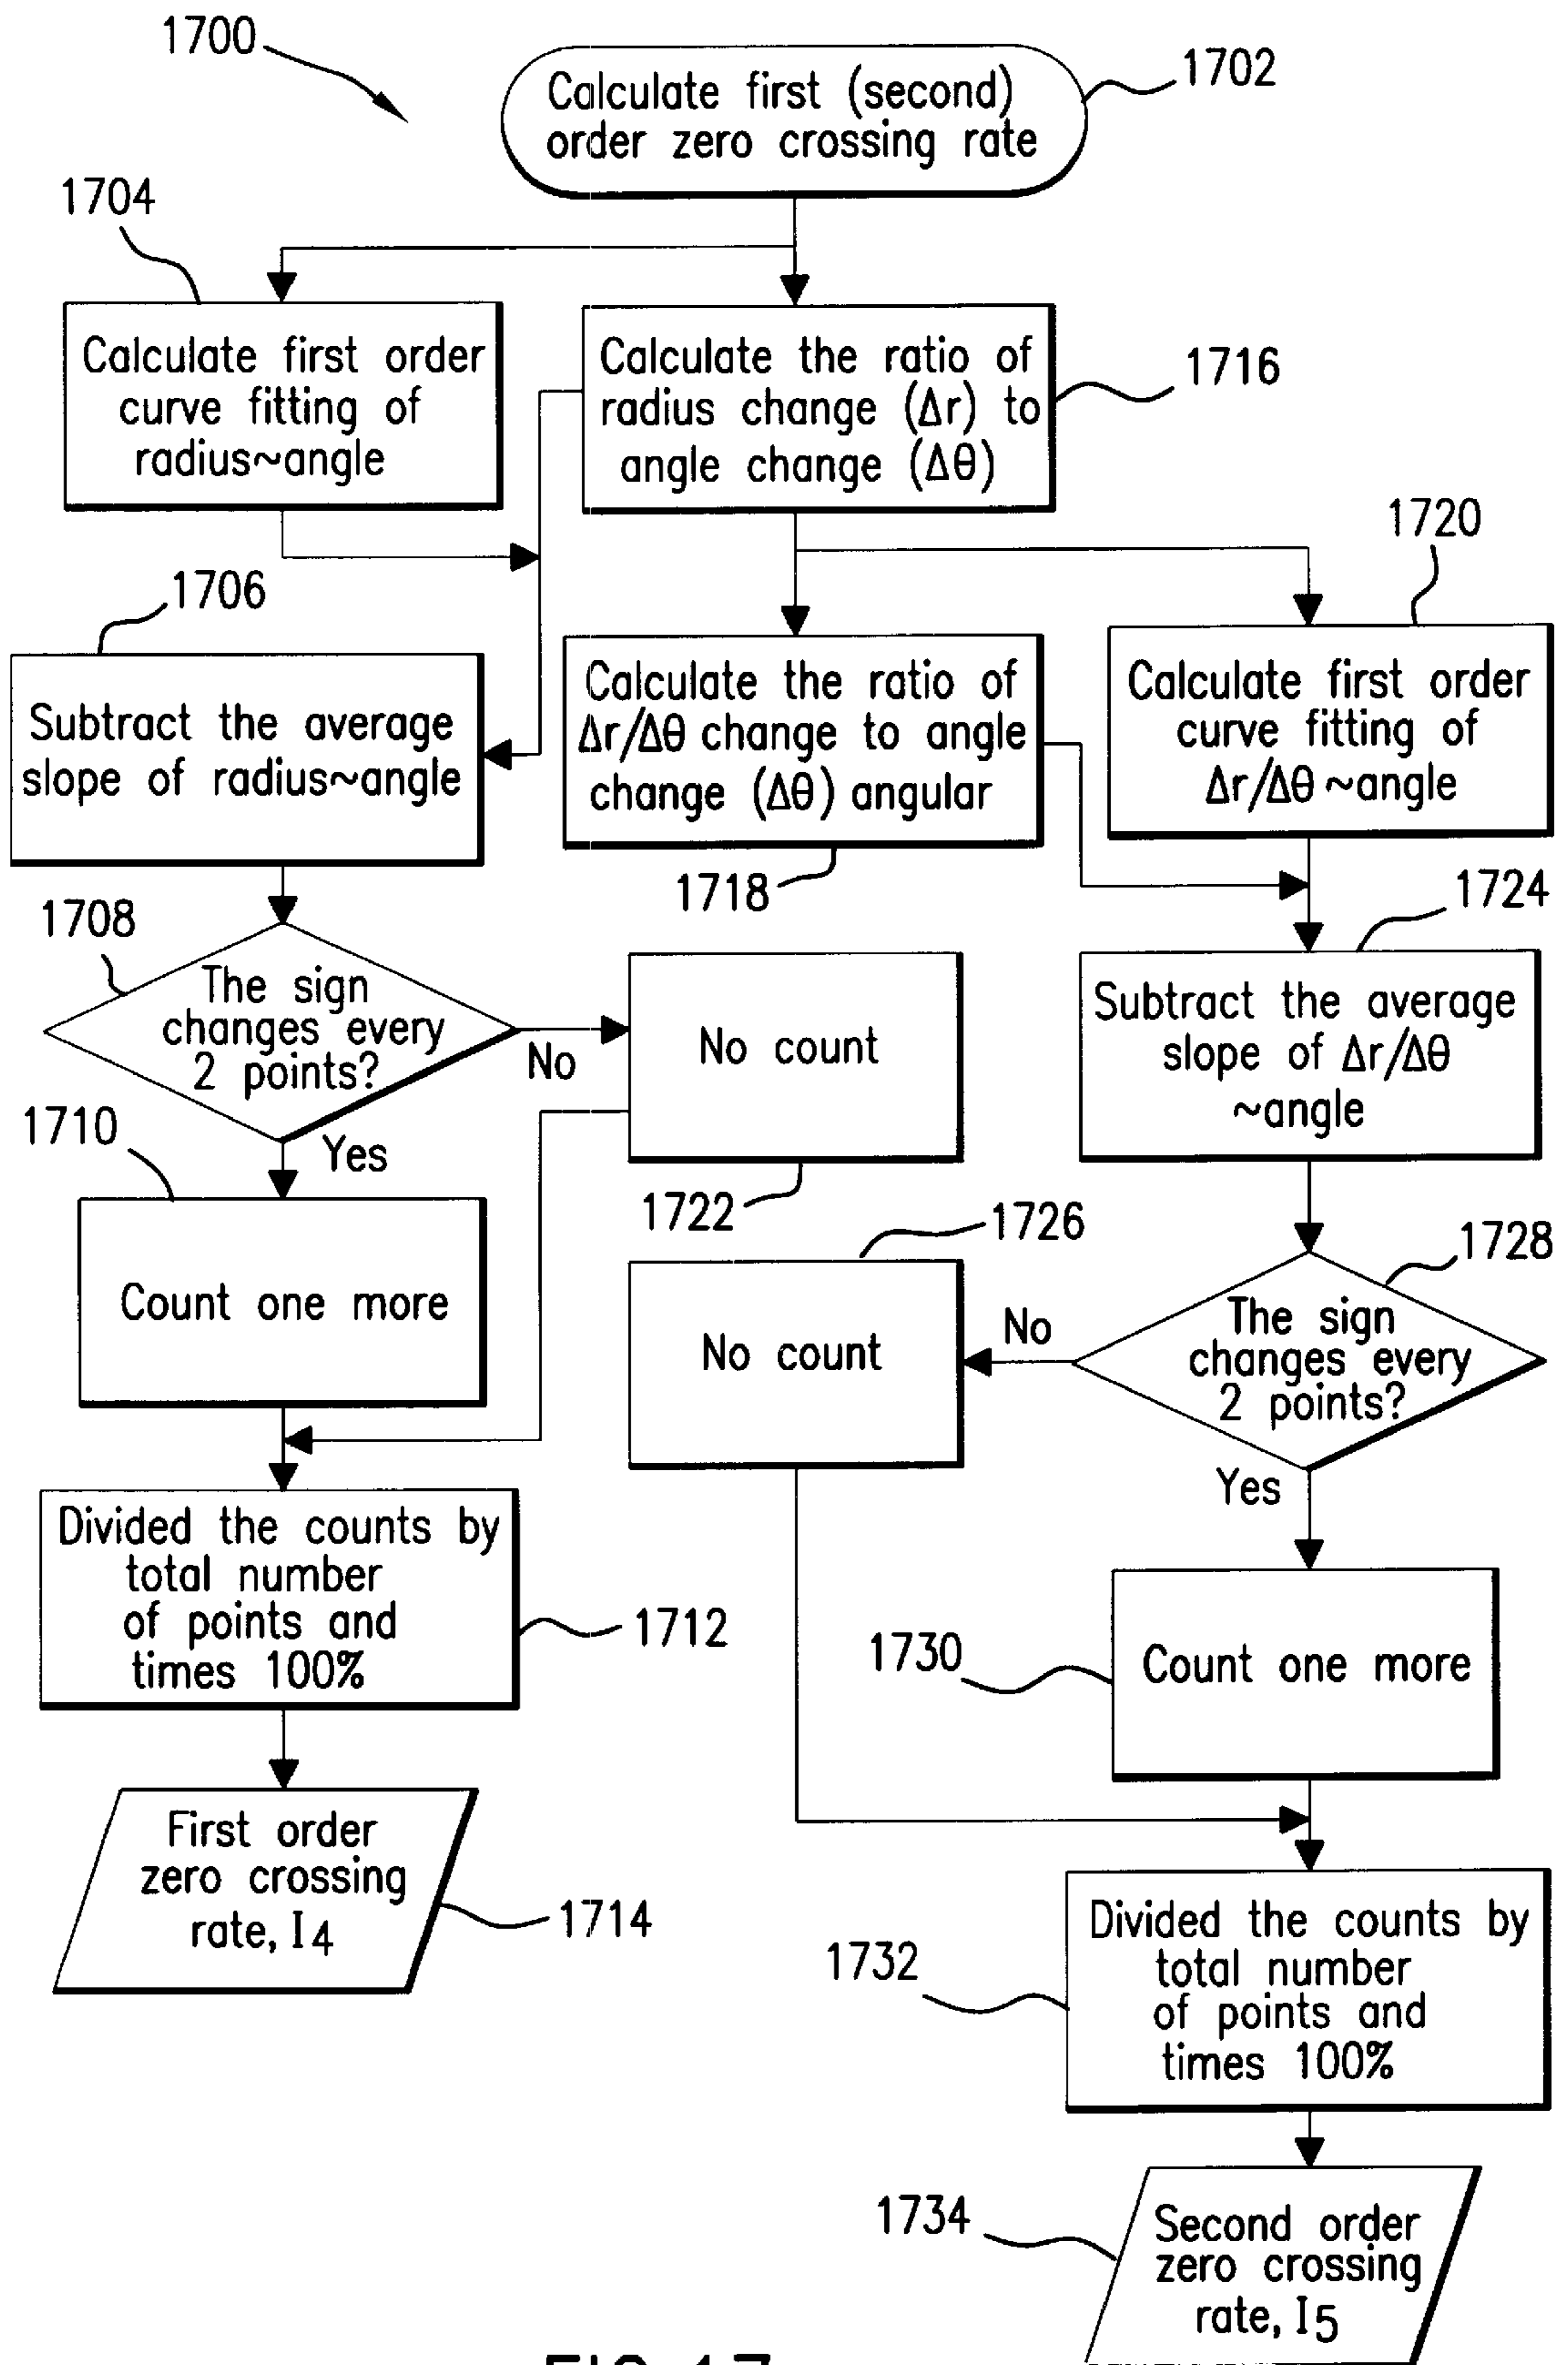 1700
Calculate first (second)
order zero crossing rate
1702
1704
Calculate first order
curve fitting of
radius~angle
Calculate the ratio of
radius change (Δr) to
angle change (Δθ)
1716
1706
Subtract the average
slope of radius~angle
Calculate the ratio of
Δr/Δθ change to angle
change (Δθ) angular
1718
1720
Calculate first order
curve fitting of
Δr/Δθ ~angle
1708
The sign
changes every
2 points?
No
Yes
No count
1722
1724
Subtract the average
slope of Δr/Δθ
~angle
1710
Count one more
1726
No count
No
1728
The sign
changes every
2 points?
Yes
Divided the counts by
total number
of points and
times 100%
1712
1730
Count one more
First order
zero crossing
rate, I4
1714
1732
Divided the counts by
total number
of points and
times 100%
1734
Second order
zero crossing
rate, I5